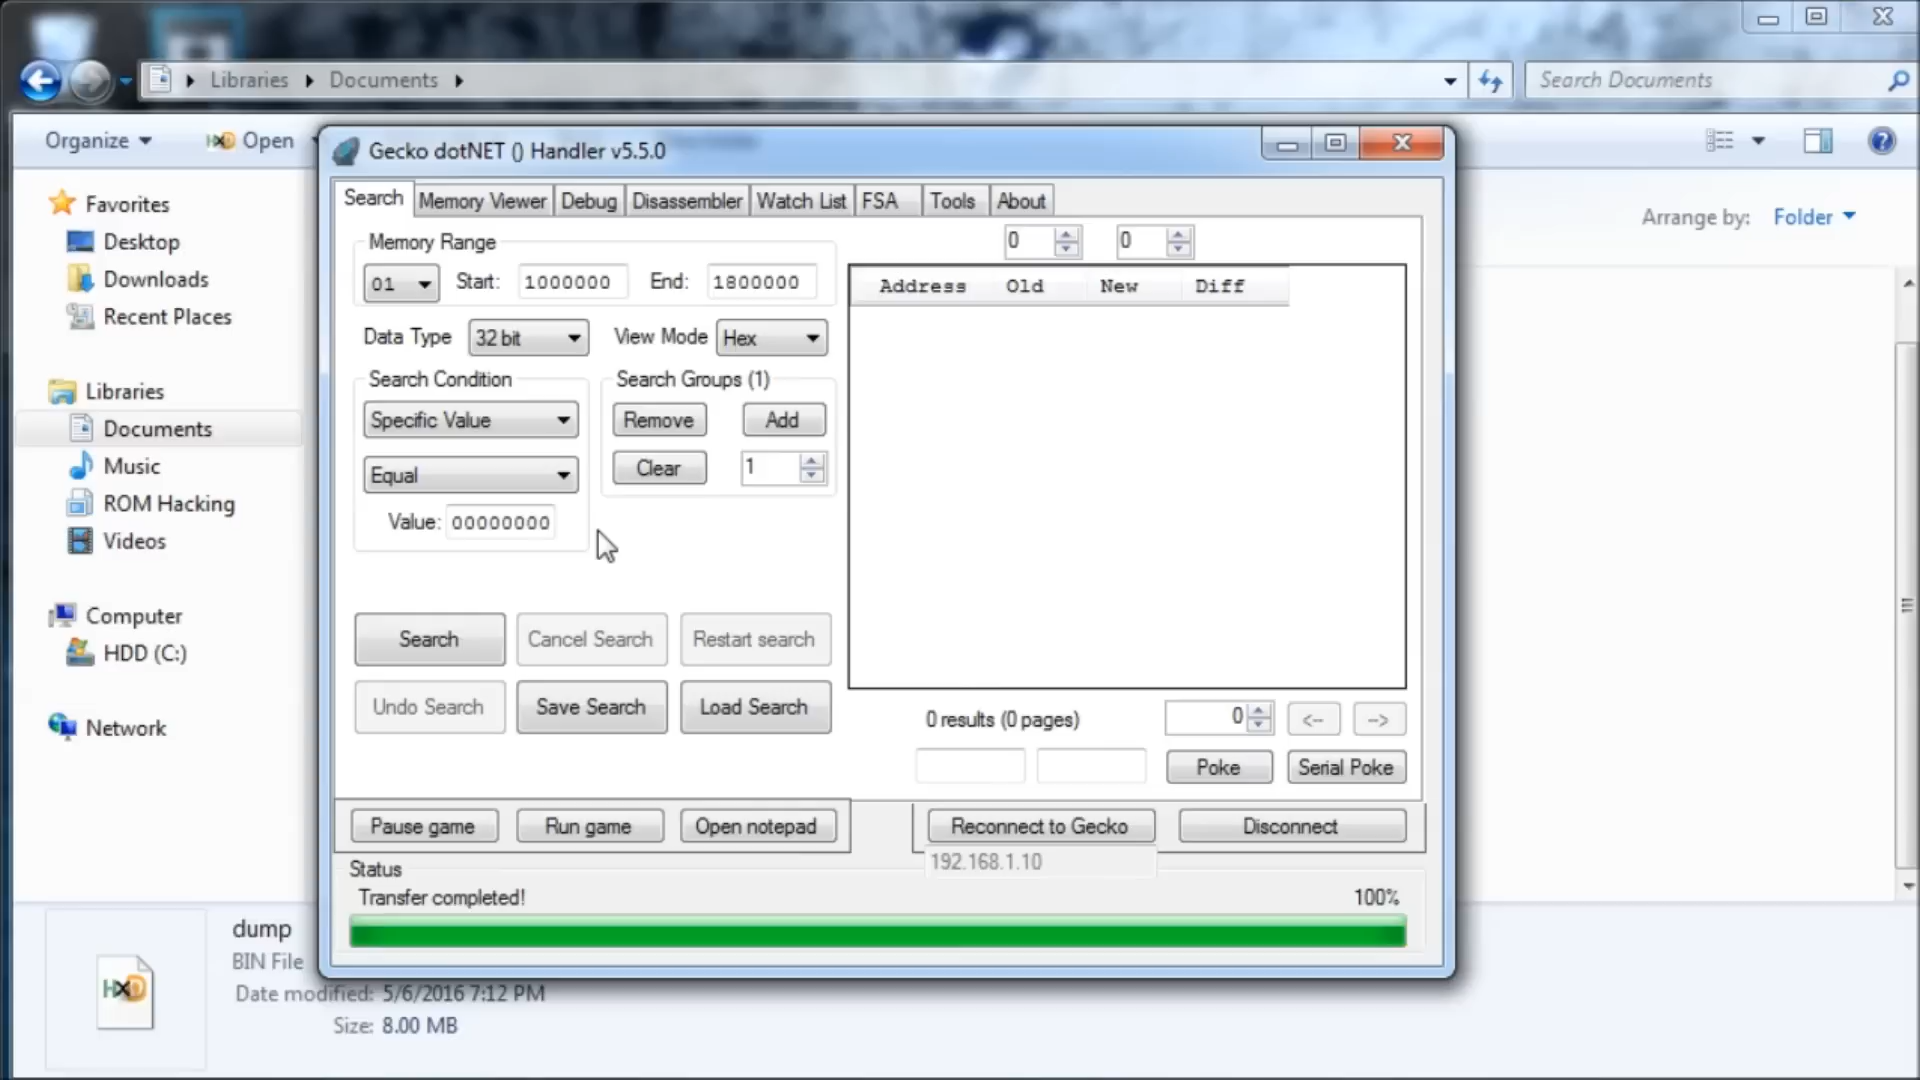 Libraries
Documents
Search Documents
Organize
HXD Open
Favorites
Desktop
Downloads
Recent Places
Libraries
Documents
Music
ROM Hacking
Videos
Computer
HDD (C:)
Network
Arrange by: Folder
Gecko dotNET () Handler v5.5.0
Search Memory Viewer Debug Disassembler Watch List FSA Tools About
Memory Range
01 Start: 1000000 End: 1800000
Data Type 32 bit View Mode Hex
Search Condition
Specific Value
Equal
Value: 00000000
Search Groups (1)
Remove Add
Clear 1
Search Cancel Search Restart search
Undo Search Save Search Load Search
0 0
Address Old New Diff
0 results (0 pages) 0 <-- -->
Poke Serial Poke
Pause game Run game Open notepad
Reconnect to Gecko Disconnect
192.168.1.10
Status
Transfer completed! 100%
HXD
dump
BIN File
Date modified: 5/6/2016 7:12 PM
Size: 8.00 MB